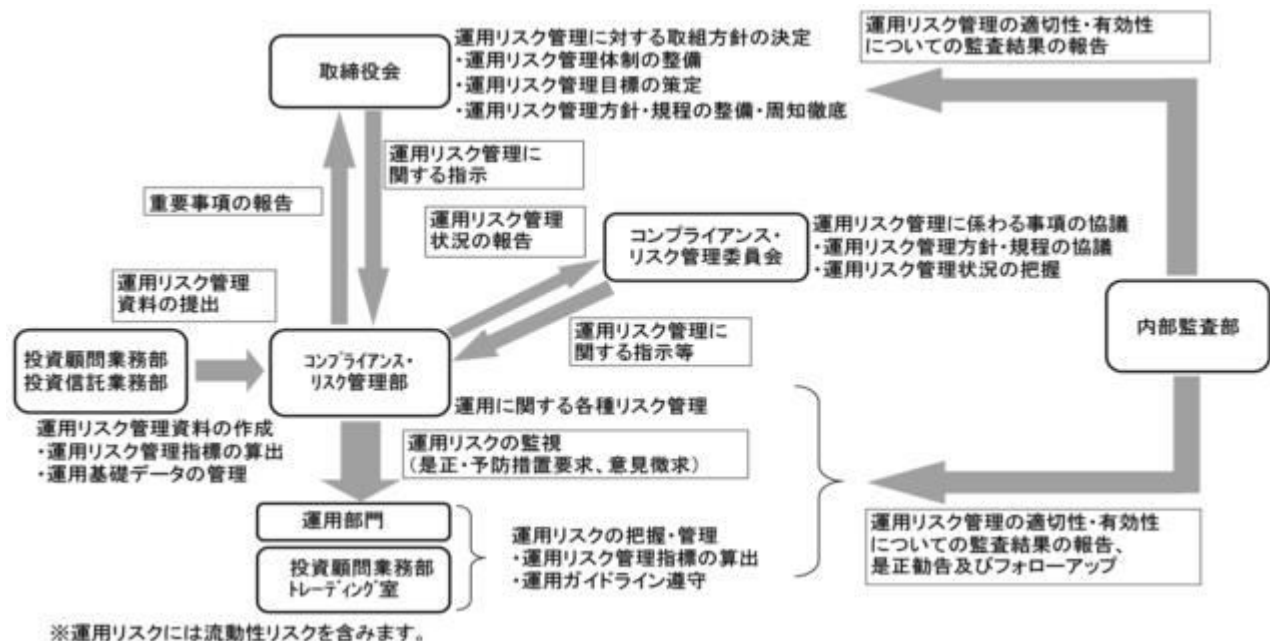 取締役会
運用リスク管理に対する取組方針の決定
・運用リスク管理体制の整備
・運用リスク管理目標の策定
・運用リスク管理方針・規程の整備・周知徹底
運用リスク管理の適切性・有効性
についての監査結果の報告
運用リスク管理に
関する指示
重要事項の報告
運用リスク管理
状況の報告
コンプライアンス・
リスク管理委員会
運用リスク管理に係わる事項の協議
・運用リスク管理方針・規程の協議
・運用リスク管理状況の把握
運用リスク管理
資料の提出
運用リスク管理に
関する指示等
内部監査部
投資顧問業務部
投資信託業務部
コンプライアンス・
リスク管理部
運用に関する各種リスク管理
運用リスク管理資料の作成
・運用リスク管理指標の算出
・運用基礎データの管理
運用リスクの監視
(是正・予防措置要求、意見徴求)
運用部門
投資顧問業務部
トレーディング室
運用リスクの把握・管理
・運用リスク管理指標の算出
・運用ガイドライン遵守
運用リスク管理の適切性・有効性
についての監査結果の報告、
是正勧告及びフォローアップ
※運用リスクには流動性リスクを含みます。